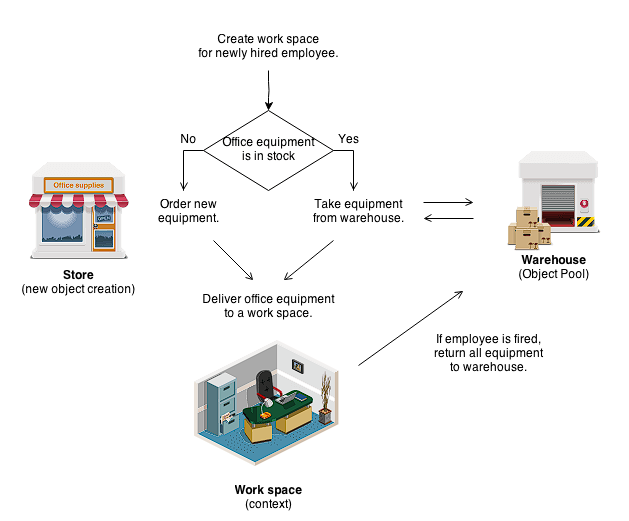 Create work space
for newly hired employee.
No
Office equipment
is in stock
Yes
Office supplies
OPEN
Order new
equipment.
Take equipment
from warehouse.
Store
(new object creation)
Warehouse
(Object Pool)
Deliver office equipment
to a work space.
If employee is fired,
return all equipment
to warehouse.
Work space
(context)